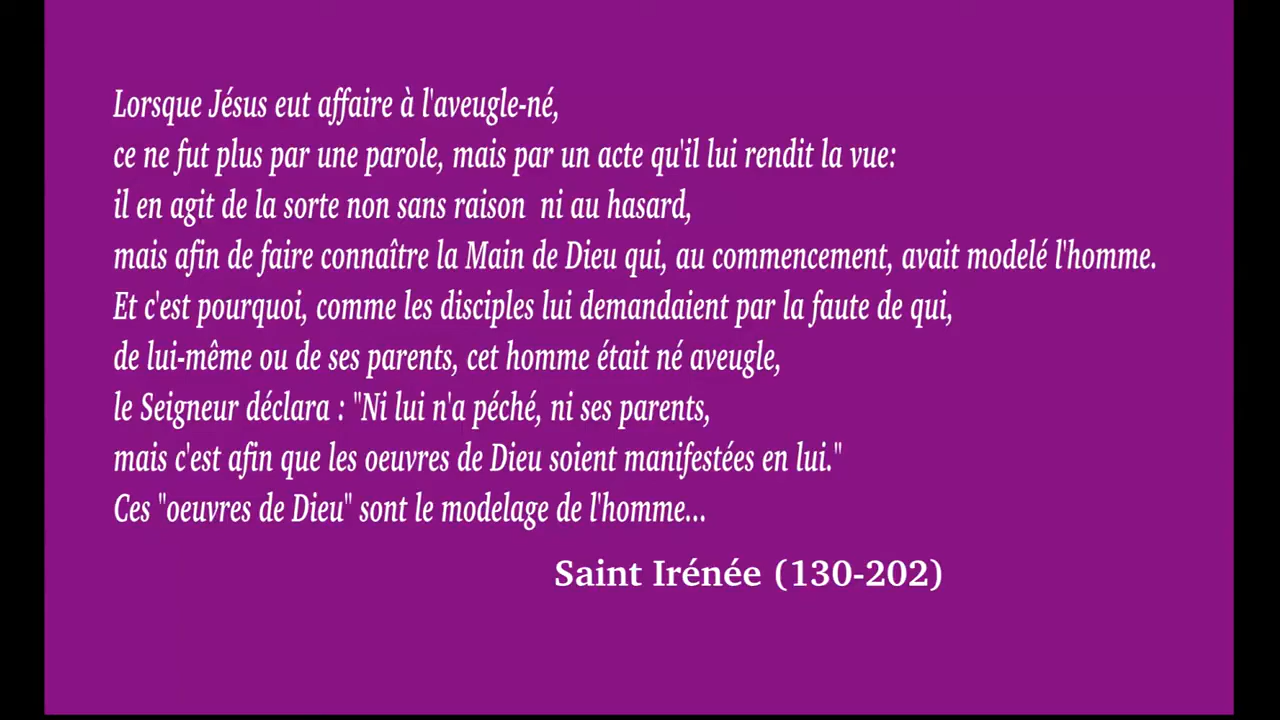 Lorsque Jésus eut affaire à l'aveugle-né,
ce ne fut plus par une parole, mais par un acte qu'il lui rendit la vue:
il en agit de la sorte non sans raison  ni au hasard,
mais afin de faire connaître la Main de Dieu qui, au commencement, avait modelé l'homme.
Et c'est pourquoi, comme les disciples lui demandaient par la faute de qui,
de lui-même ou de ses parents, cet homme était né aveugle,
le Seigneur déclara : "Ni lui n'a péché, ni ses parents,
mais c'est afin que les oeuvres de Dieu soient manifestées en lui."
Ces "oeuvres de Dieu" sont le modelage de l'homme...
Saint Irénée (130-202)